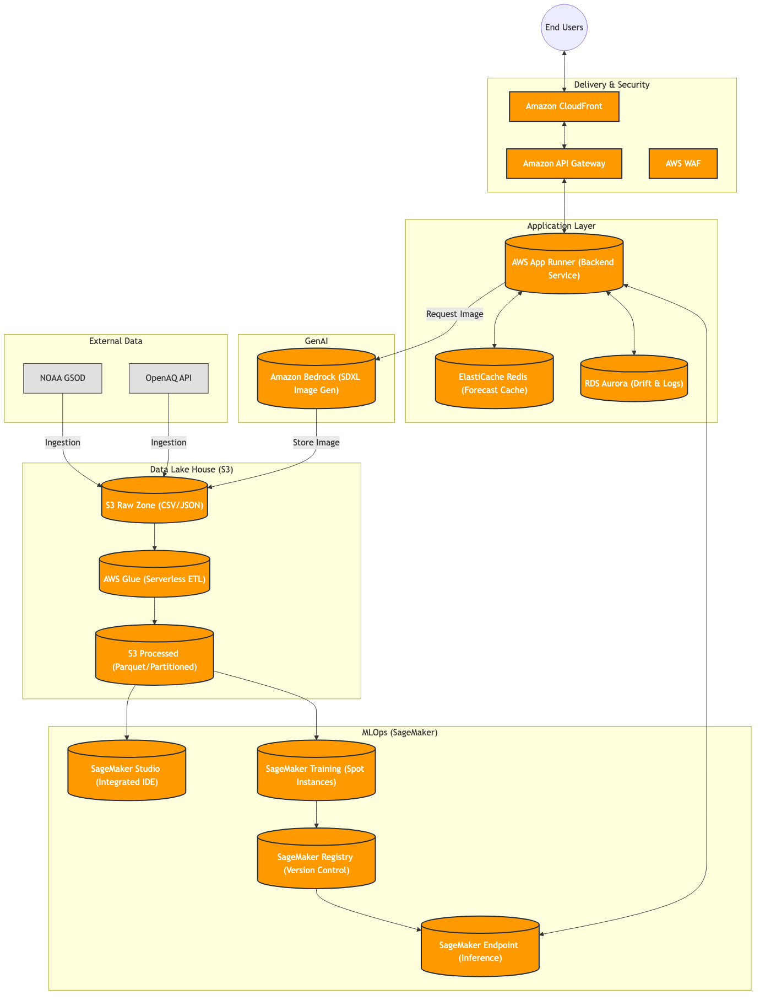 End Users
Delivery & Security
Amazon CloudFront
Amazon API Gateway
AWS WAF
Application Layer
AWS App Runner (Backend
Service)
Request Image
External Data
NOAA GSOD
OpenAQ API
GenAI
Amazon Bedrock (SDXL
Image Gen)
ElastiCache Redis
(Forecast Cache)
RDS Aurora (Drift & Logs)
Ingestion
Ingestion
Store Image
Data Lake House (S3)
S3 Raw Zone (CSV/JSON)
AWS Glue (Serverless ETL)
S3 Processed
(Parquet/Partitioned)
MLOps (SageMaker)
SageMaker Studio
(Integrated IDE)
SageMaker Training (Spot
Instances)
SageMaker Registry
(Version Control)
SageMaker Endpoint
(Inference)